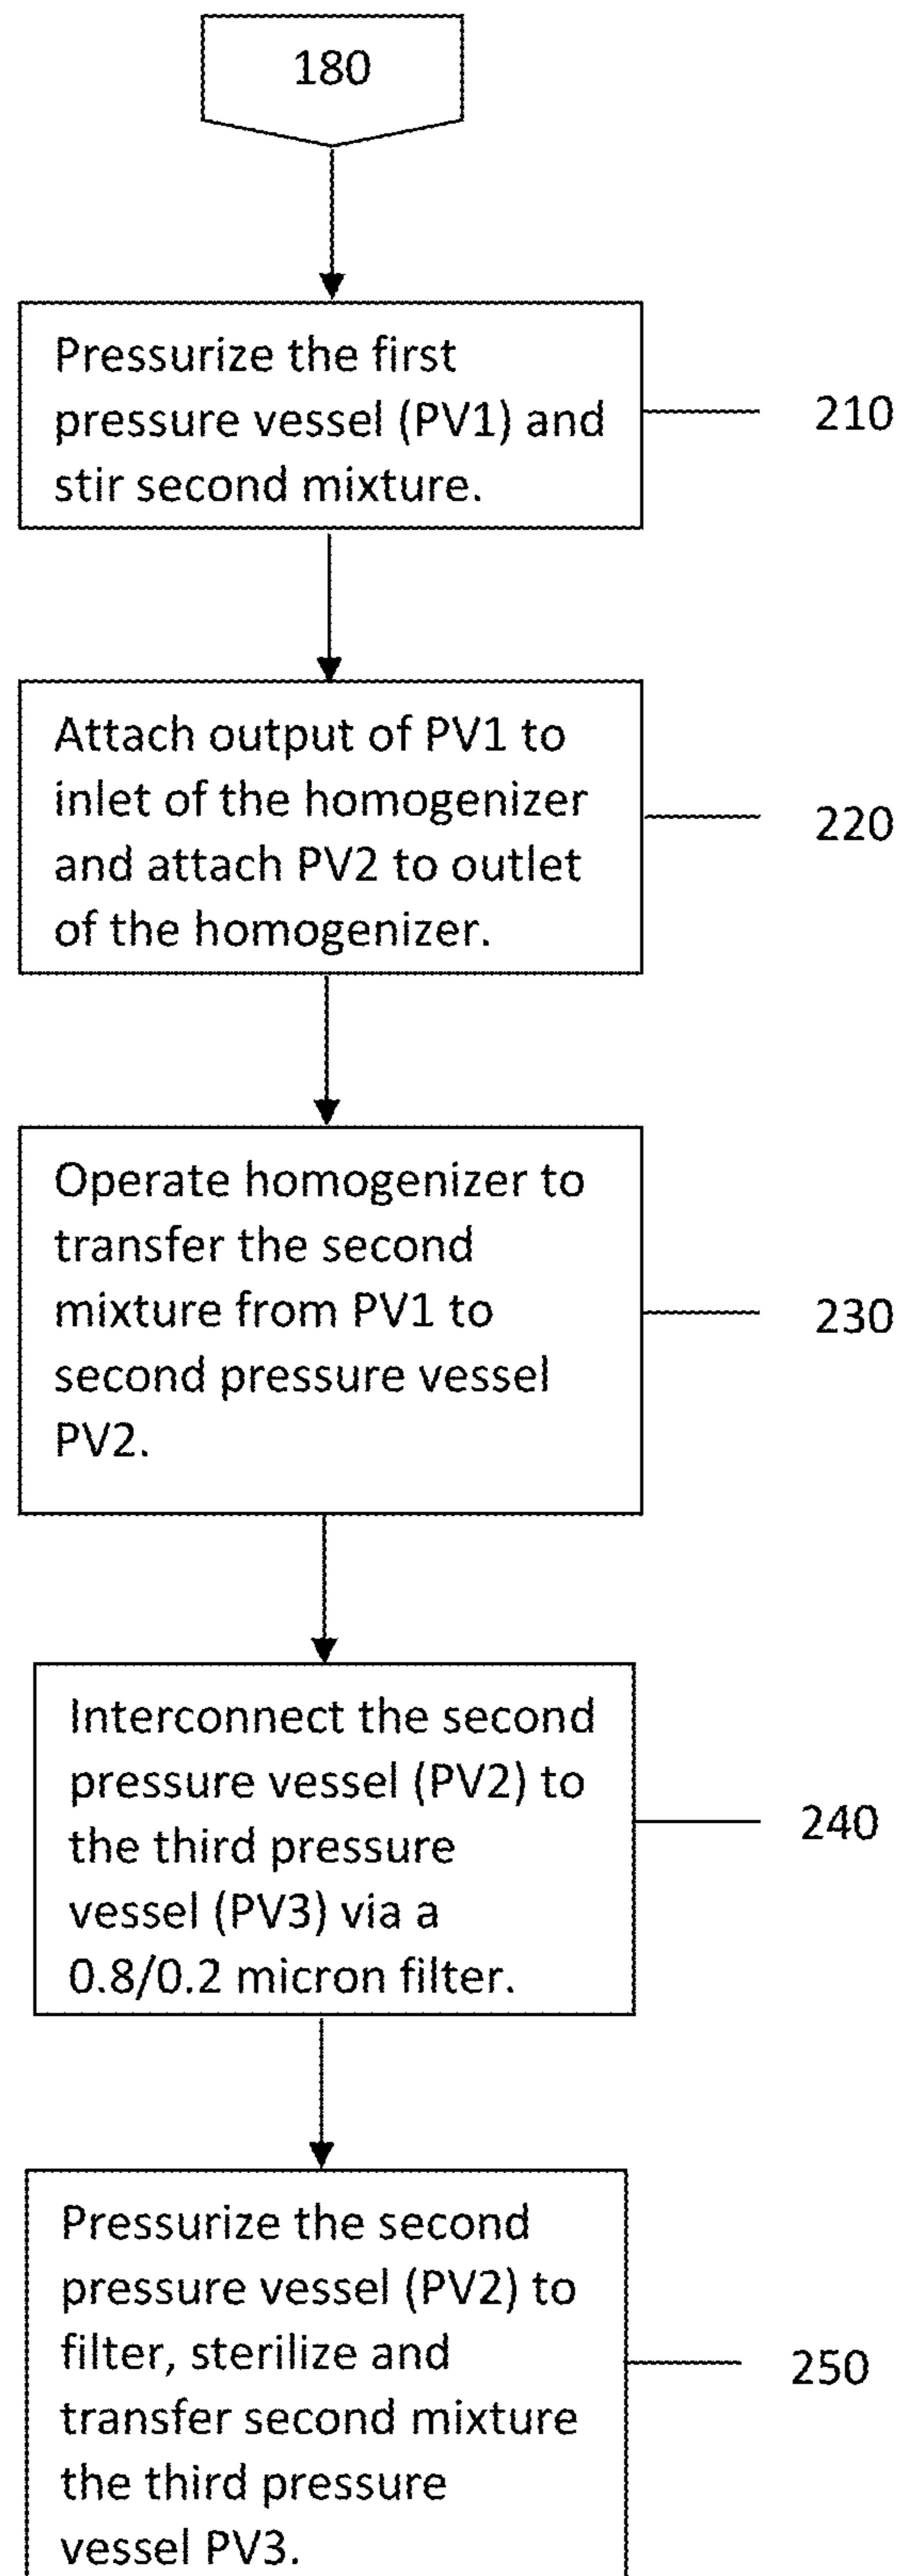 180
Pressurize the first
pressure vessel (PV1) and
stir second mixture.
210
Attach output of PV1 to
inlet of the homogenizer
and attach PV2 to outlet
of the homogenizer.
220
Operate homogenizer to
transfer the second
mixture from PV1 to
second pressure vessel
PV2.
230
Interconnect the second
pressure vessel (PV2) to
the third pressure
vessel (PV3) via a
0.8/0.2 micron filter.
240
Pressurize the second
pressure vessel (PV2) to
filter, sterilize and
transfer second mixture
the third pressure
vessel PV3.
250